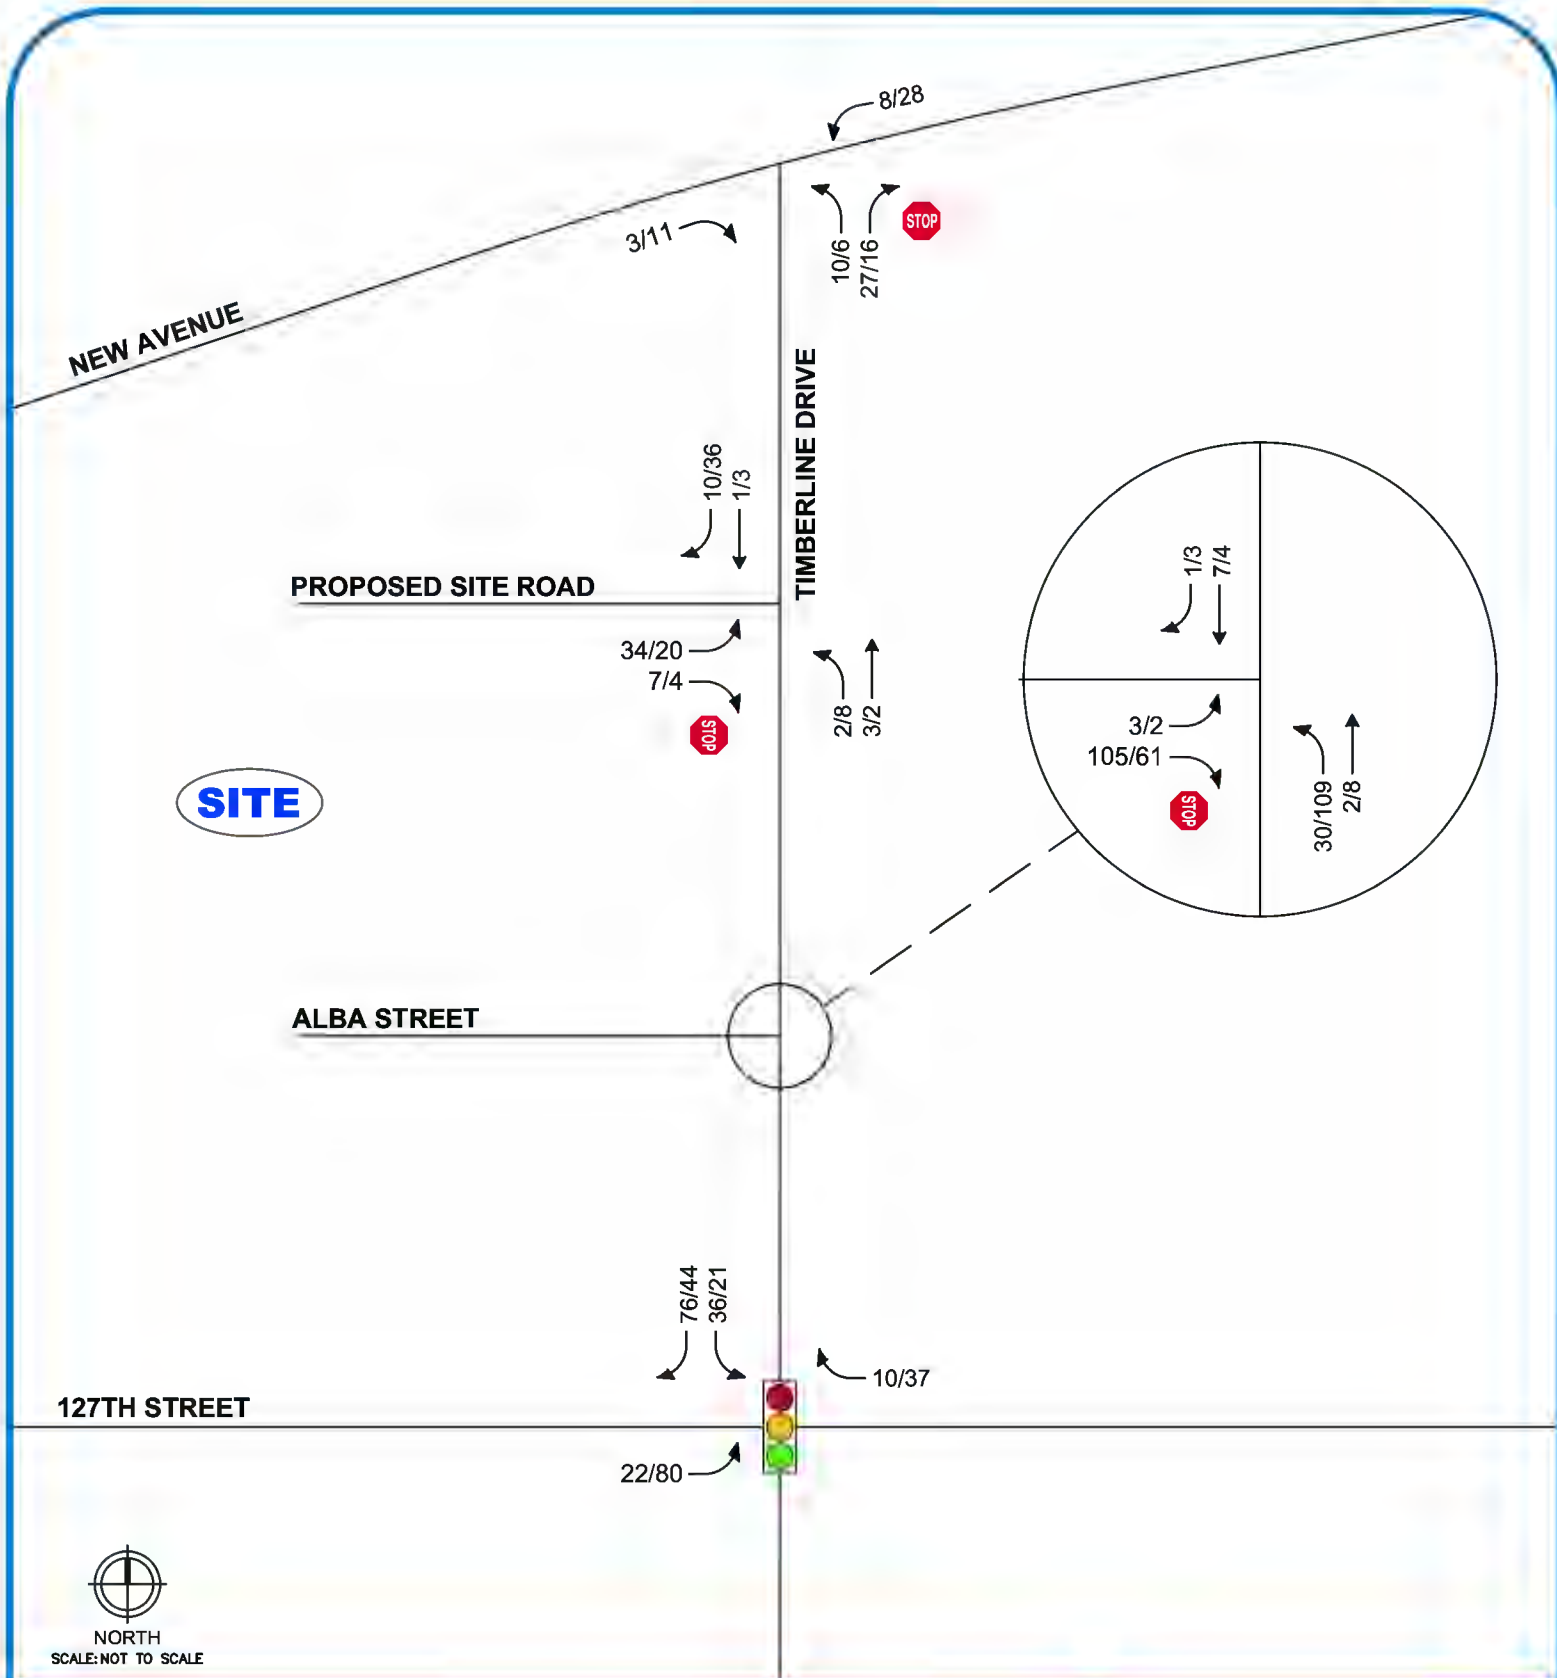 8/28
3/11
10/6
27/16
STOP
NEW AVENUE
TIMBERLINE DRIVE
10/36
1/3
PROPOSED SITE ROAD
34/20
7/4
STOP
2/8
3/2
1/3
7/4
3/2
105/61
STOP
30/109
2/8
SITE
ALBA STREET
76/44
36/21
10/37
127TH STREET
22/80
NORTH
SCALE: NOT TO SCALE